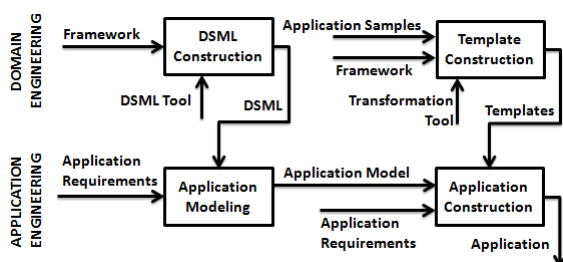 DOMAIN
ENGINEERING
Framework
DSML
Construction
DSML Tool
DSML
Application Samples
Framework
Template
Construction
Transformation
Tool
Templates
APPLICATION
ENGINEERING
Application
Requirements
Application
Modeling
Application Model
Application
Requirements
Application
Construction
Application